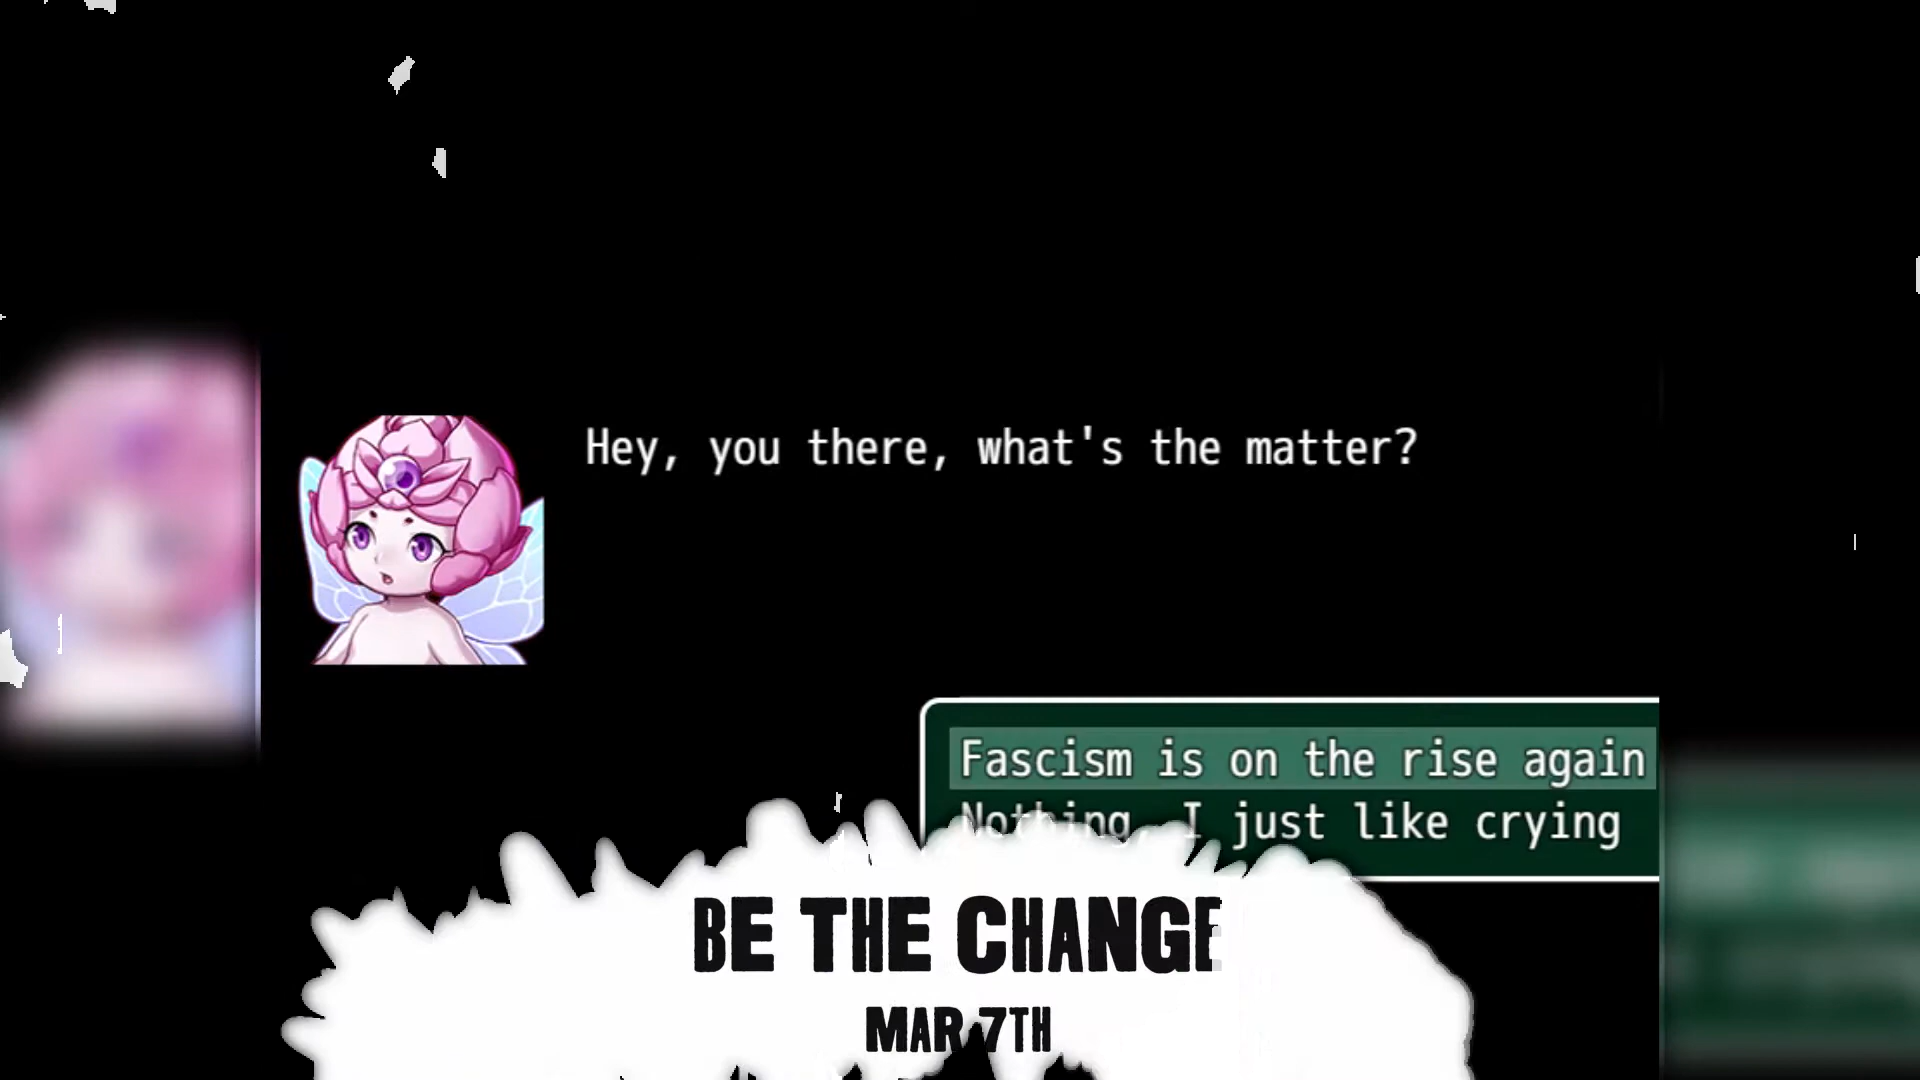 Hey, you there, what's the matter?
Fascism is on the rise again
Nothing, I just like crying
BE THE CHANGE
MAR 7TH